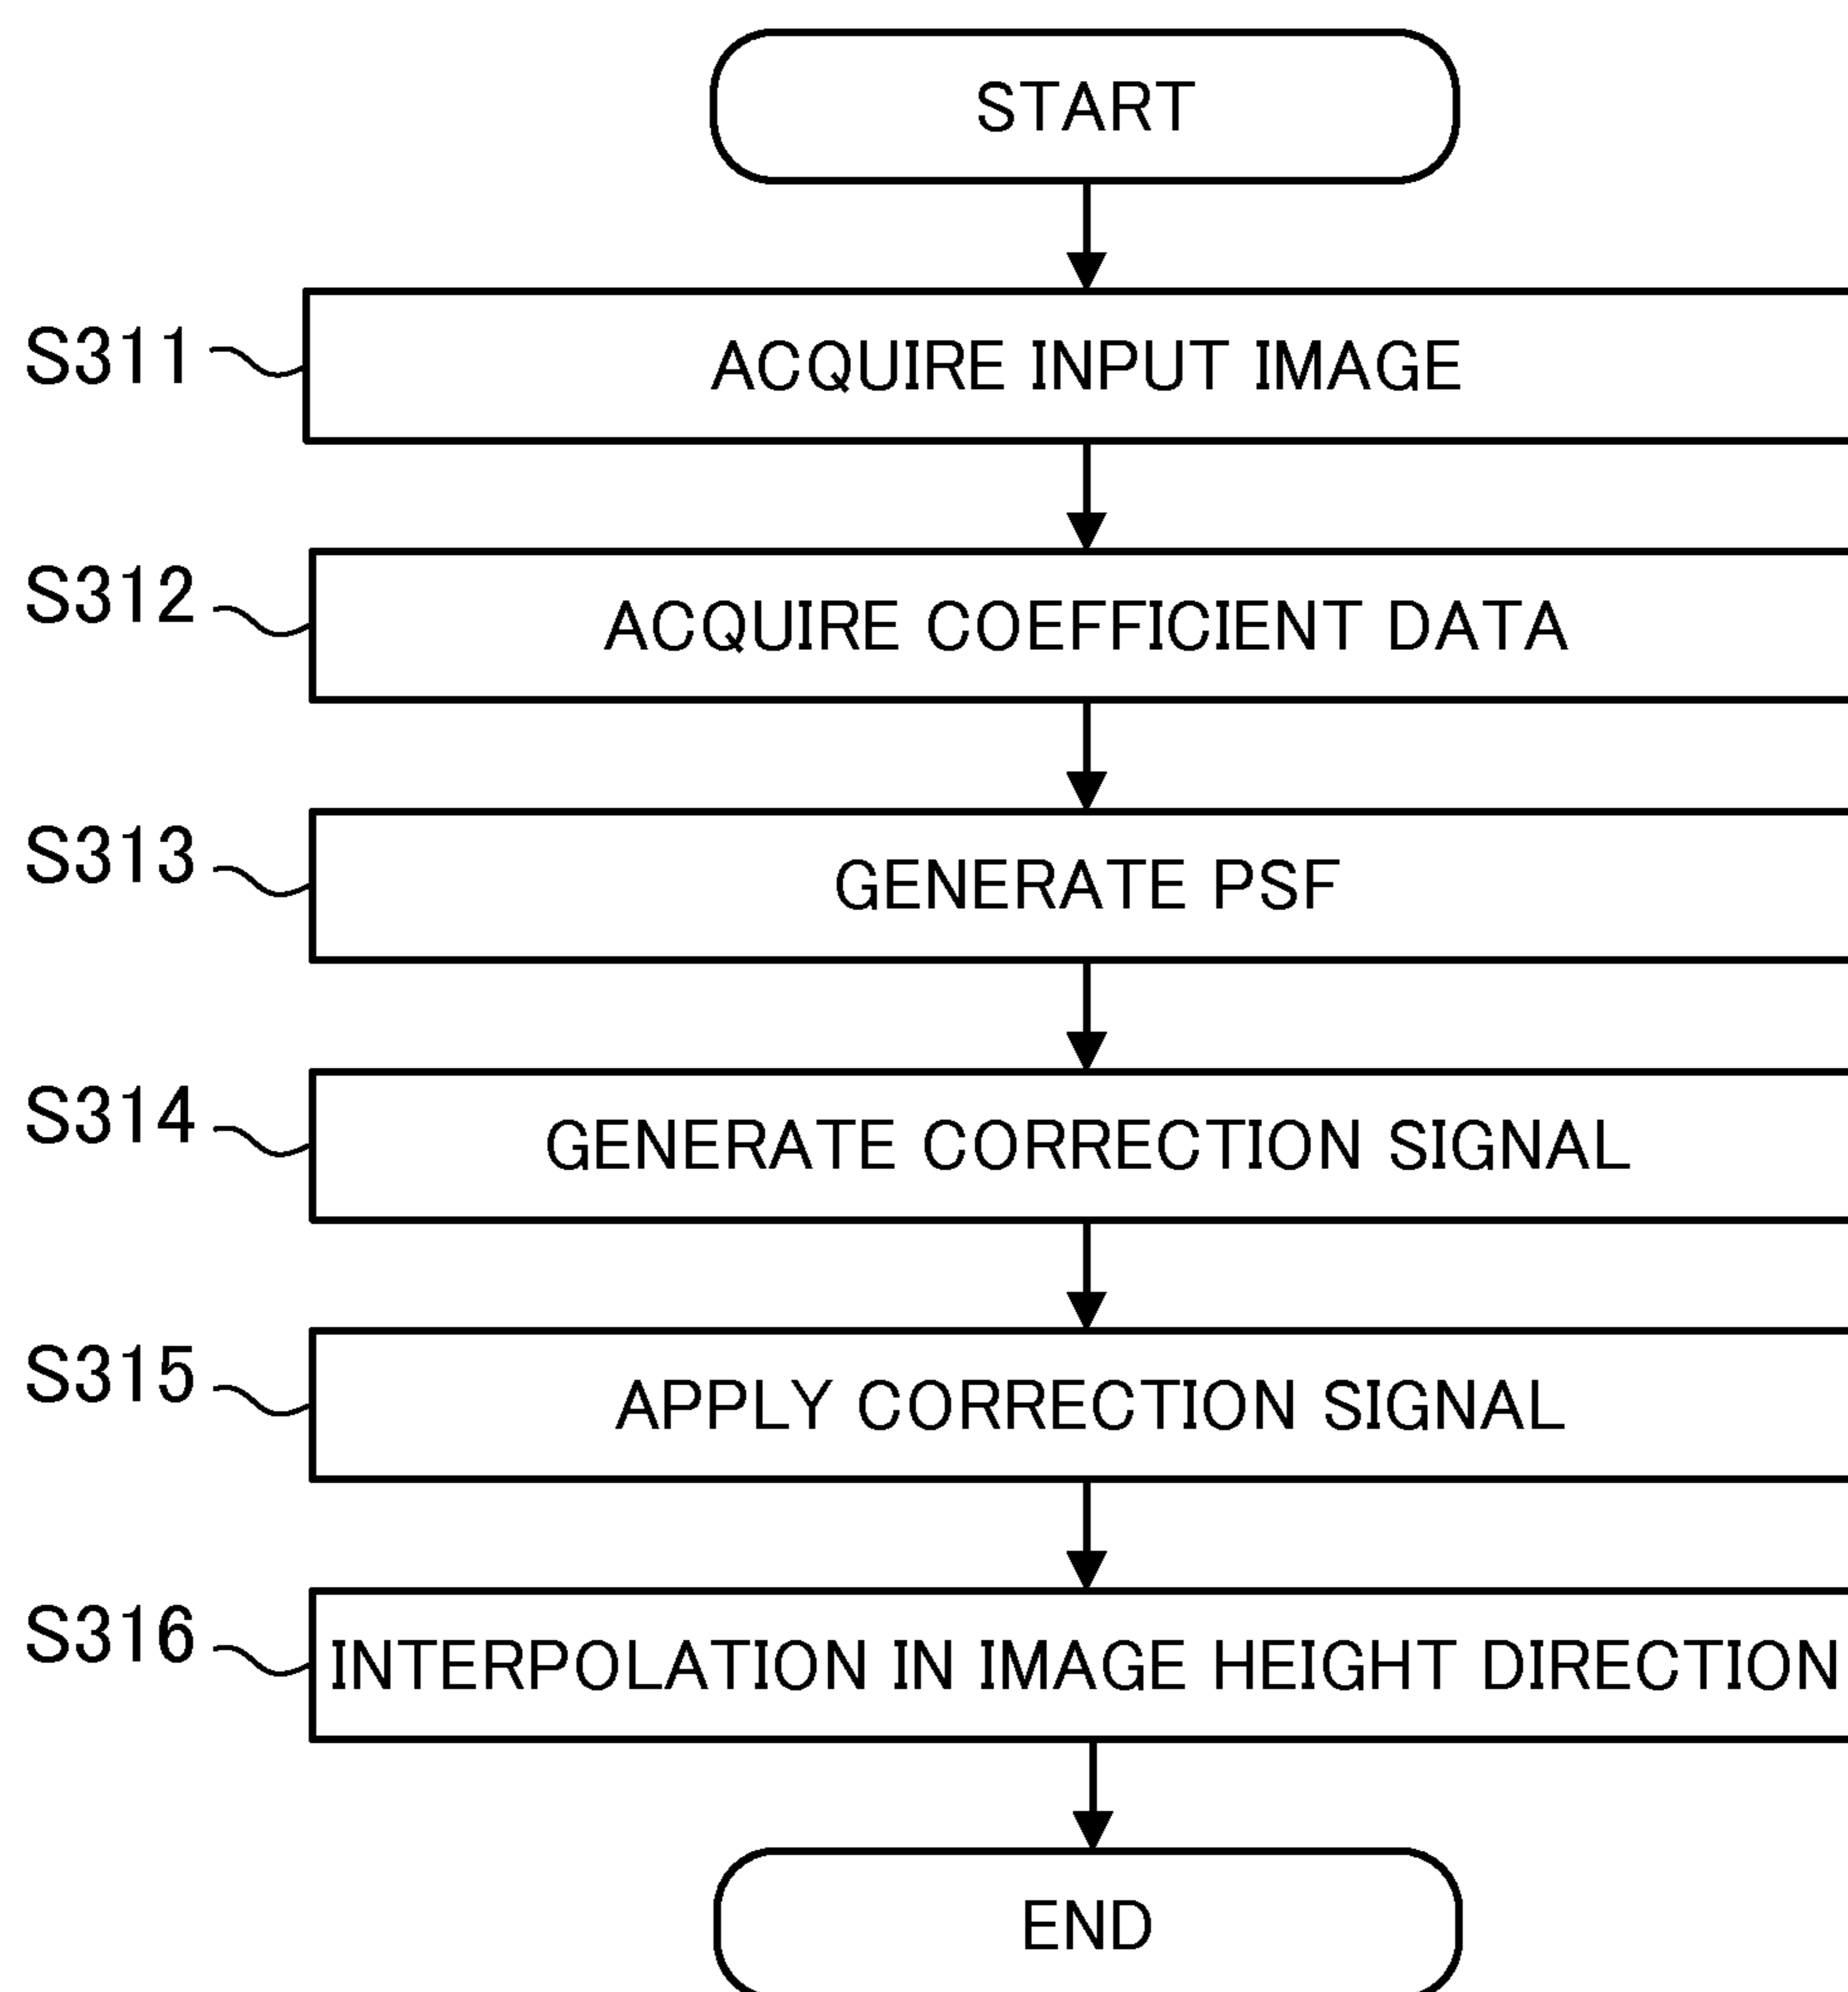 START
S311
ACQUIRE INPUT IMAGE
S312
ACQUIRE COEFFICIENT DATA
S313
GENERATE PSF
S314
GENERATE CORRECTION SIGNAL
S315
APPLY CORRECTION SIGNAL
S316
INTERPOLATION IN IMAGE HEIGHT DIRECTION
END